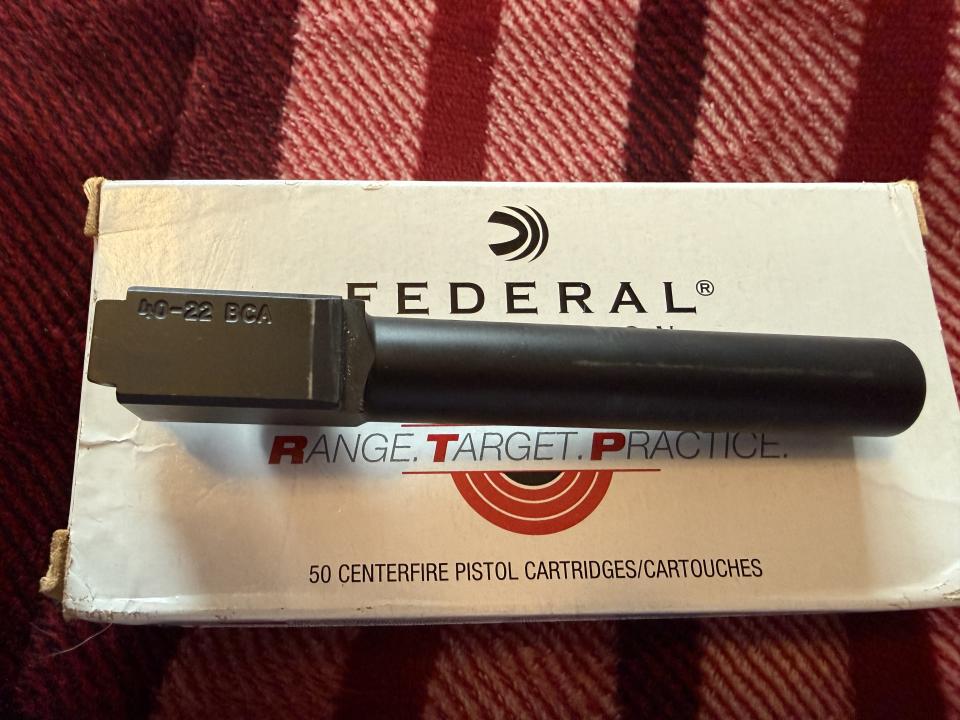 FEDERAL®
40-22 BCA
RANGE. TARGET. PRACTICE.
50 CENTERFIRE PISTOL CARTRIDGES/CARTOUCHES